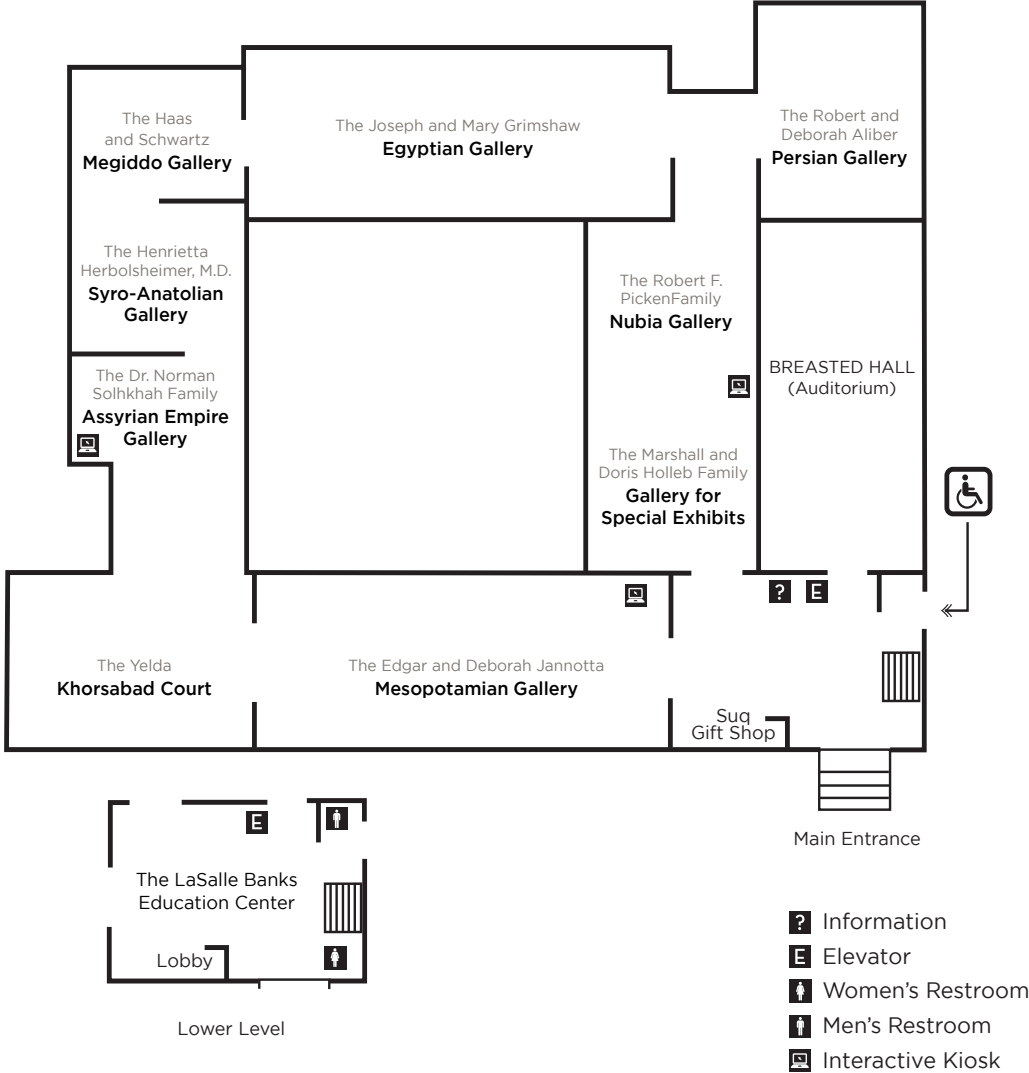 The Haas
and Schwartz
Megiddo Gallery
The Joseph and Mary Grimshaw
Egyptian Gallery
The Robert and
Deborah Aliber
Persian Gallery
The Henrietta
Herbolsheimer, M.D.
Syro-Anatolian
Gallery
The Robert F.
PickenFamily
Nubia Gallery
BREASTED HALL
(Auditorium)
The Dr. Norman
Solhkhah Family
Assyrian Empire
Gallery
The Marshall and
Doris Holleb Family
Gallery for
Special Exhibits
? E
The Yelda
Khorsabad Court
The Edgar and Deborah Jannotta
Mesopotamian Gallery
Suq
Gift Shop
Main Entrance
E
The LaSalle Banks
Education Center
Lobby
Lower Level
? Information
E Elevator
Women's Restroom
Men's Restroom
Interactive Kiosk